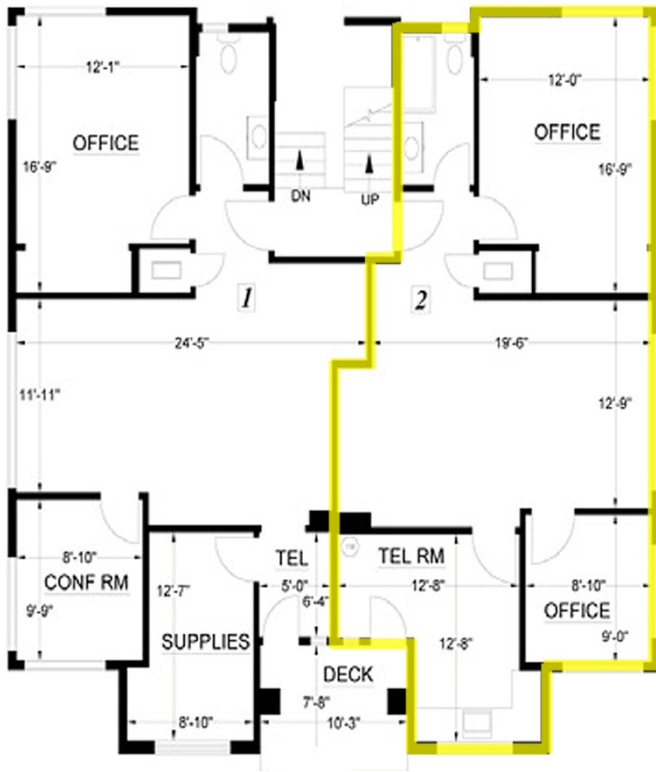 12'-1"
12'-0"
OFFICE
OFFICE
16'-9"
16'-9"
DN
UP
1
2
24'-5"
19'-6"
11'-11"
12'-9"
8'-10"
CONF RM
9'-9"
12'-7"
SUPPLIES
8'-10"
TEL
5'-0"
6'-4"
TEL RM
12'-8"
12'-8"
8'-10"
OFFICE
9'-0"
DECK
7'-8"
10'-3"